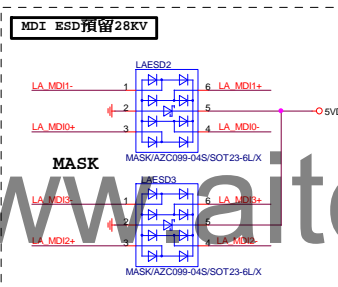 MDI ESD預留28KV
LAESD2
LA_MDI1- 1 6 LA_MDI1+
2 5 5VD
LA_MDI0+ 3 4 LA_MDI0-
MASK/AZC099-04S/SOT23-6L/X
MASK
LAESD3
LA_MDI3- 1 6 LA_MDI3+
2 5
LA_MDI2+ 3 4 LA_MDI2-
MASK/AZC099-04S/SOT23-6L/X
ww.aite